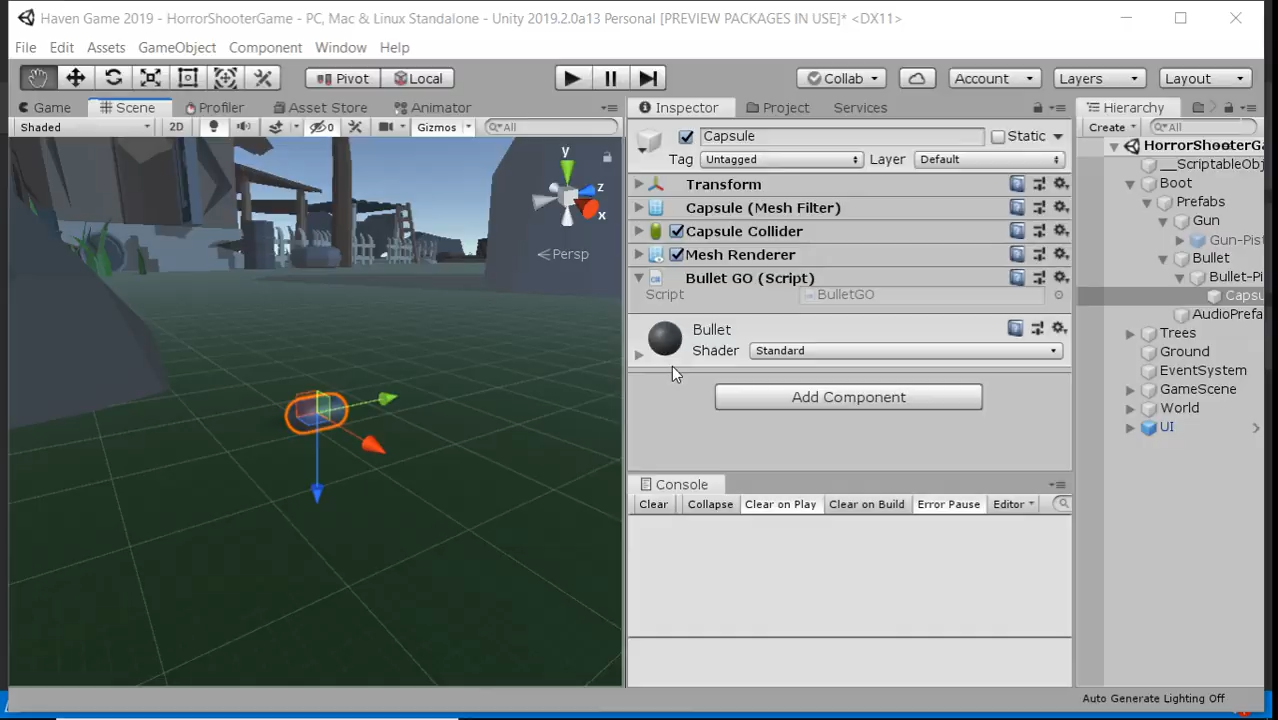 Haven Game 2019 - HorrorShooterGame - PC, Mac & Linux Standalone - Unity 2019.2.0a13 Personal [PREVIEW PACKAGES IN USE]* <DX11>
File Edit Assets GameObject Component Window Help
Pivot Local Collab Account Layers Layout
Game Scene Profiler Asset Store Animator
Shaded 2D 0 Gizmos All
y
z
x
Persp
Inspector Project Services
Capsule Static
Tag Untagged Layer Default
Transform
Capsule (Mesh Filter)
Capsule Collider
Mesh Renderer
Bullet GO (Script)
Script BulletGO
Bullet
Shader Standard
Add Component
Console
Clear Collapse Clear on Play Clear on Build Error Pause Editor
Hierarchy
Create All
HorrorShooterGa
__ScriptableObj
Boot
Prefabs
Gun
Gun-Pist
Bullet
Bullet-Pi
Capsu
AudioPrefa
Trees
Ground
EventSystem
GameScene
World
UI
Auto Generate Lighting Off